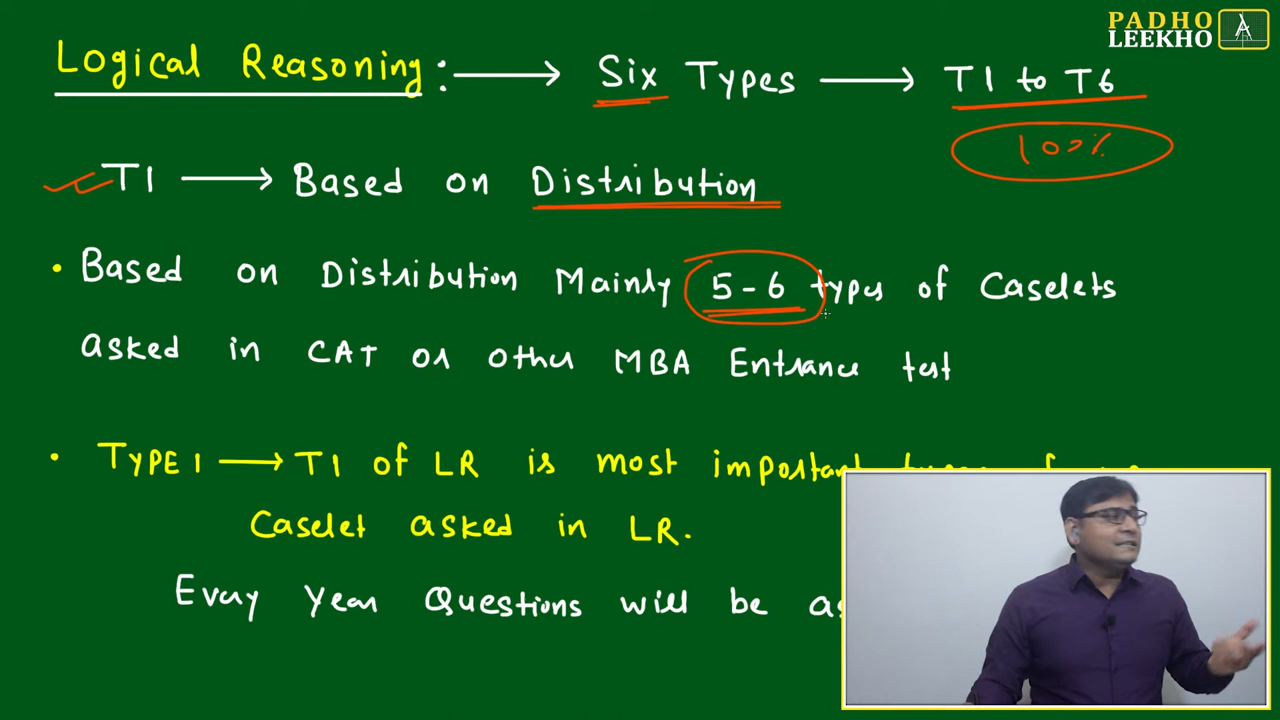 PADHO
LEEKHO
Logical Reasoning : → Six Types → T1 to T6
100%
T1 → Based on Distribution
• Based on Distribution Mainly 5-6 types of Caselets
asked in CAT or other MBA Entrance test
• TYPE1 → T1 of LR is most important
Caselet asked in LR.
Every Year Questions will be